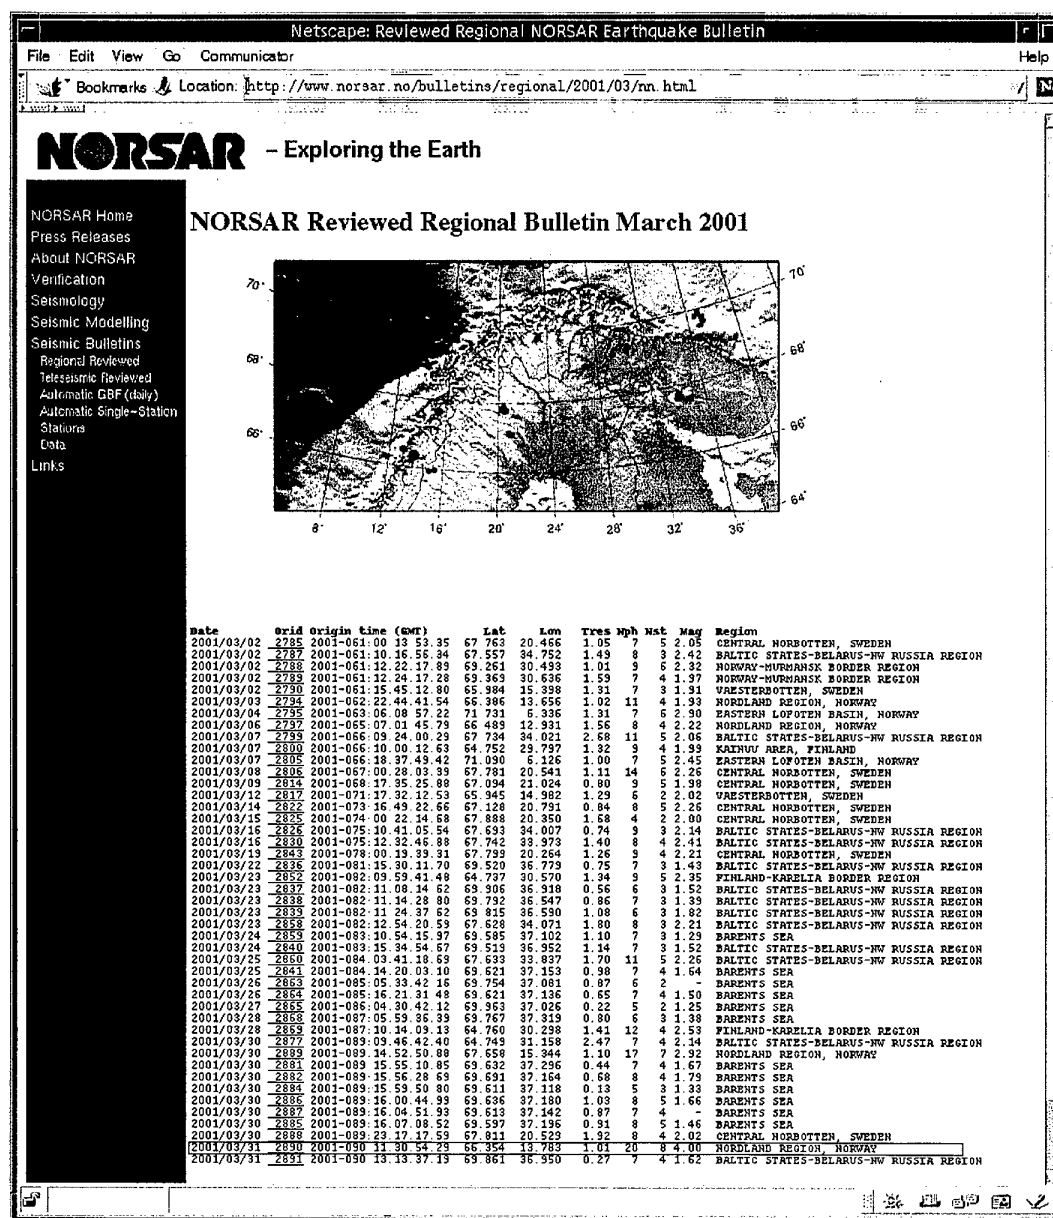 Netscape: Reviewed Regional NORSAR Earthquake Bulletin
File Edit View Go Communicator Help
Bookmarks Location: http://www.norsar.no/bulletins/regional/2001/03/nn.html
NORSAR – Exploring the Earth
NORSAR Home
Press Releases
About NORSAR
Verification
Seismology
Seismic Modelling
Seismic Bulletins
Regional Reviewed
Teleseismic Reviewed
Automatic GBF (daily)
Automatic Single-Station
Stations
Data
Links
NORSAR Reviewed Regional Bulletin March 2001
70° 70°
68° 68°
66° 66°
64°
8° 12° 16° 20° 24° 28° 32° 36°
Date Orid Origin time (GMT) Lat Lon Tres Nph Nst Mag Region
2001/03/02 2785 2001-061:00 13 53.35 67 763 20.466 1.05 7 5 2.05 CENTRAL NORBOTTEN, SWEDEN
2001/03/02 2787 2001-061:10.16.56.34 67.557 34.752 1.49 8 3 2.42 BALTIC STATES-BELARUS-NW RUSSIA REGION
2001/03/02 2788 2001-061:12.22.17.89 69.261 30.493 1.01 9 6 2.32 NORWAY-MURMANSK BORDER REGION
2001/03/02 2789 2001-061:12.24.17.28 69.369 30.636 1.59 7 4 1.97 NORWAY-MURMANSK BORDER REGION
2001/03/02 2790 2001-061:15.45.12.80 65.984 15.398 1.31 7 3 1.91 VAESTERBOTTEN, SWEDEN
2001/03/03 2794 2001-062:22.44.41.54 66.386 13.656 1.02 11 4 1.93 NORDLAND REGION, NORWAY
2001/03/04 2795 2001-063:06.08 57.22 71 731 6.336 1.31 7 6 2.90 EASTERN LOFOTEN BASIN, NORWAY
2001/03/06 2797 2001-065:07.01 45.79 66 489 12.931 1.56 8 4 2.22 NORDLAND REGION, NORWAY
2001/03/07 2799 2001-066:09.24.00.29 67 734 34.021 2.68 11 5 2.06 BALTIC STATES-BELARUS-NW RUSSIA REGION
2001/03/07 2800 2001-066:10.00.12.63 64.752 29.797 1.32 9 4 1.99 KAINUU AREA, FINLAND
2001/03/07 2805 2001-066:18.37.49.42 71.090 6.126 1.00 7 5 2.45 EASTERN LOFOTEN BASIN, NORWAY
2001/03/08 2806 2001-067:00.28.03.39 67.781 20.541 1.11 14 6 2.26 CENTRAL NORBOTTEN, SWEDEN
2001/03/09 2814 2001-068:17.35.25.88 67.094 21.024 0.80 9 5 1.98 CENTRAL NORBOTTEN, SWEDEN
2001/03/12 2817 2001-071:17.32.12.53 65.945 14.982 1.29 6 2 2.02 VAESTERBOTTEN, SWEDEN
2001/03/14 2822 2001-073:16.49.22.66 67.128 20.791 0.84 8 5 2.26 CENTRAL NORBOTTEN, SWEDEN
2001/03/15 2825 2001-074:00 22.14.68 67.888 20.350 1.68 4 2 2.00 CENTRAL NORBOTTEN, SWEDEN
2001/03/16 2826 2001-075:10.41.05.54 67.693 34.007 0.74 9 3 2.14 BALTIC STATES-BELARUS-NW RUSSIA REGION
2001/03/16 2830 2001-075:12.32.46.88 67.742 33.973 1.40 8 4 2.41 BALTIC STATES-BELARUS-NW RUSSIA REGION
2001/03/19 2843 2001-078:00.19.39.31 67.799 20.264 1.26 9 4 2.21 CENTRAL NORBOTTEN, SWEDEN
2001/03/22 2836 2001-081:15.30.11.70 69.520 36.779 0.75 7 3 1.43 BALTIC STATES-BELARUS-NW RUSSIA REGION
2001/03/23 2852 2001-082:09.59.41.48 64.737 30.570 1.34 9 5 2.35 FINLAND-KARELIA BORDER REGION
2001/03/23 2837 2001-082:11.08.14 62 69.906 36.918 0.56 6 3 1.52 BALTIC STATES-BELARUS-NW RUSSIA REGION
2001/03/23 2838 2001-082:11.14.28 80 69.792 36.547 0.86 7 3 1.39 BALTIC STATES-BELARUS-NW RUSSIA REGION
2001/03/23 2839 2001-082:11 24.37 62 69 815 36.590 1.08 6 3 1.82 BALTIC STATES-BELARUS-NW RUSSIA REGION
2001/03/23 2858 2001-082:12.54.20.59 67.628 34.071 1.80 8 3 2.21 BALTIC STATES-BELARUS-NW RUSSIA REGION
2001/03/24 2859 2001-083:10.54.15.97 69.585 37.102 1.10 7 3 1.29 BARENTS SEA
2001/03/24 2840 2001-083:15.34.54.67 69.519 36.952 1.14 7 3 1.52 BALTIC STATES-BELARUS-NW RUSSIA REGION
2001/03/25 2860 2001-084.03.41.18.69 67.633 33.837 1.70 11 5 2.26 BALTIC STATES-BELARUS-NW RUSSIA REGION
2001/03/25 2841 2001-084.14.20.03.10 69.621 37.153 0.98 7 4 1.64 BARENTS SEA
2001/03/26 2863 2001-085:05.33.42 16 69.754 37.081 0.87 6 2 - BARENTS SEA
2001/03/26 2864 2001-085:16.21.31 48 69.621 37.136 0.65 7 4 1.50 BARENTS SEA
2001/03/27 2865 2001-086:04.30.42.12 69.963 37.026 0.22 5 2 1.25 BARENTS SEA
2001/03/28 2868 2001-087:05.59.36.39 69.767 37.319 0.80 6 3 1.38 BARENTS SEA
2001/03/28 2869 2001-087:10.14.09.13 64.760 30.298 1.41 12 4 2.53 FINLAND-KARELIA BORDER REGION
2001/03/30 2877 2001-089:09.46.42.40 64.749 31.158 2.47 7 4 2.14 BALTIC STATES-BELARUS-NW RUSSIA REGION
2001/03/30 2889 2001-089.14.52.50.88 67.658 15.344 1.10 17 7 2.92 NORDLAND REGION, NORWAY
2001/03/30 2881 2001-089 15.55.10.85 69.632 37.296 0.44 7 4 1.67 BARENTS SEA
2001/03/30 2882 2001-089:15.56.28 69 69.691 37.164 0.68 8 4 1.79 BARENTS SEA
2001/03/30 2884 2001-089:15.59.50 80 69.611 37.118 0.13 5 3 1.33 BARENTS SEA
2001/03/30 2886 2001-089:16.00.44.99 69.636 37.180 1.03 8 5 1.66 BARENTS SEA
2001/03/30 2887 2001-089:16.04.51.93 69.613 37.142 0.87 7 4 - BARENTS SEA
2001/03/30 2885 2001-089:16.07.08.52 69.597 37.196 0.91 8 5 1.46 BARENTS SEA
2001/03/30 2888 2001-089:23.17.17.59 67.811 20.529 1.92 8 4 2.02 CENTRAL NORBOTTEN, SWEDEN
2001/03/31 2890 2001-090 11.30.54.29 66.354 13.783 1.01 20 8 4.00 NORDLAND REGION, NORWAY
2001/03/31 2891 2001-090 13.13.37.19 69.861 36.950 0.27 7 4 1.62 BALTIC STATES-BELARUS-NW RUSSIA REGION